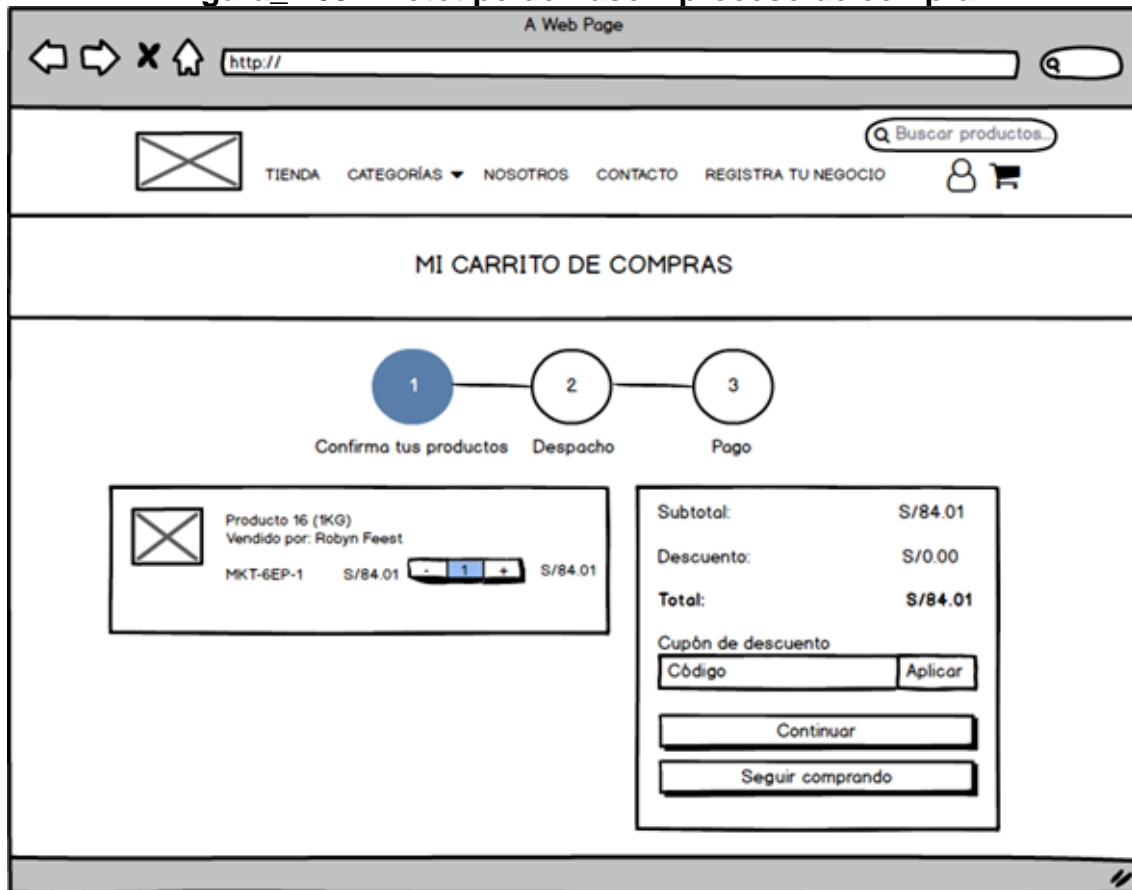 A Web Page
http://
Buscar productos...
TIENDA CATEGORÍAS NOSOTROS CONTACTO REGISTRA TU NEGOCIO
MI CARRITO DE COMPRAS
1 2 3
Confirma tus productos Despacho Pago
Producto 16 (1KG)
Vendido por: Robyn Feest
MKT-6EP-1 S/84.01 - 1 + S/84.01
Subtotal: S/84.01
Descuento: S/0.00
Total: S/84.01
Cupón de descuento
Código Aplicar
Continuar
Seguir comprando